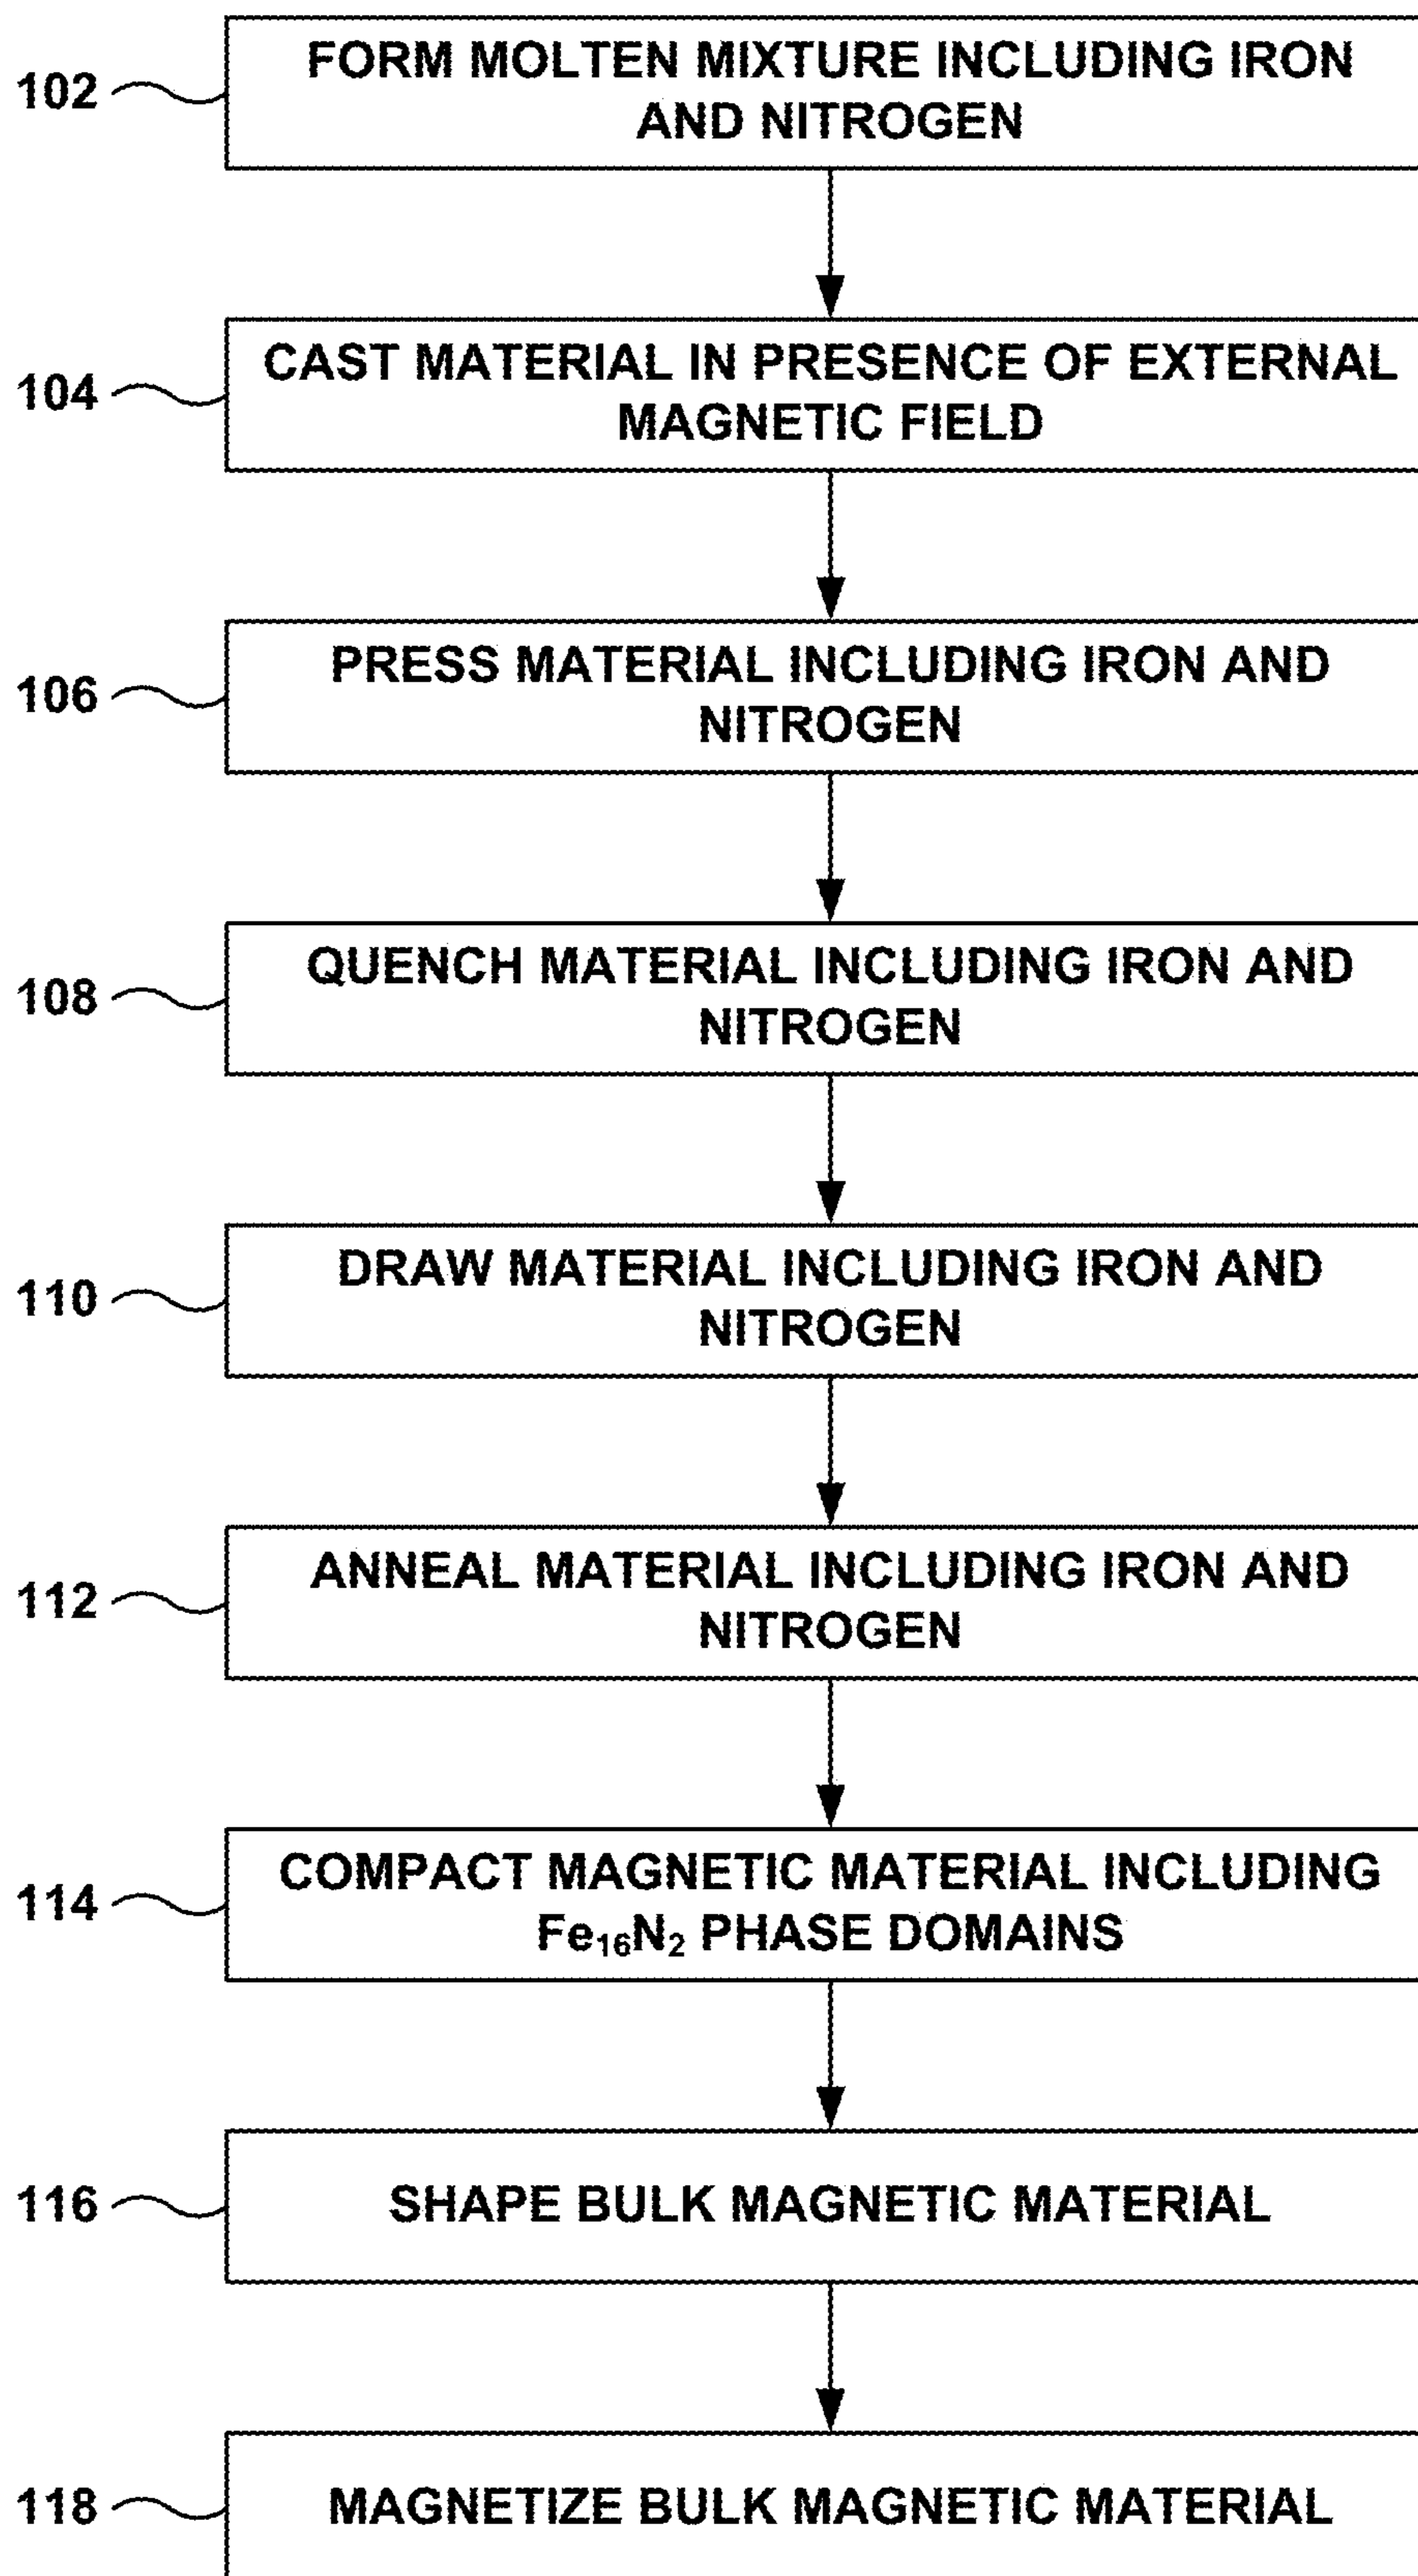 102
FORM MOLTEN MIXTURE INCLUDING IRON
AND NITROGEN
104
CAST MATERIAL IN PRESENCE OF EXTERNAL
MAGNETIC FIELD
106
PRESS MATERIAL INCLUDING IRON AND
NITROGEN
108
QUENCH MATERIAL INCLUDING IRON AND
NITROGEN
110
DRAW MATERIAL INCLUDING IRON AND
NITROGEN
112
ANNEAL MATERIAL INCLUDING IRON AND
NITROGEN
114
COMPACT MAGNETIC MATERIAL INCLUDING
Fe₁₆N₂ PHASE DOMAINS
116
SHAPE BULK MAGNETIC MATERIAL
118
MAGNETIZE BULK MAGNETIC MATERIAL